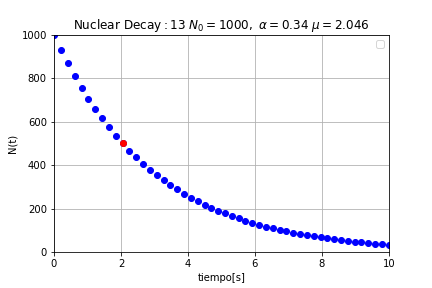 Nuclear Decay : 13 N₀ = 1000, α = 0.34 μ = 2.046
N(t)
1000
800
600
400
200
0
0 2 4 6 8 10
tiempo[s]